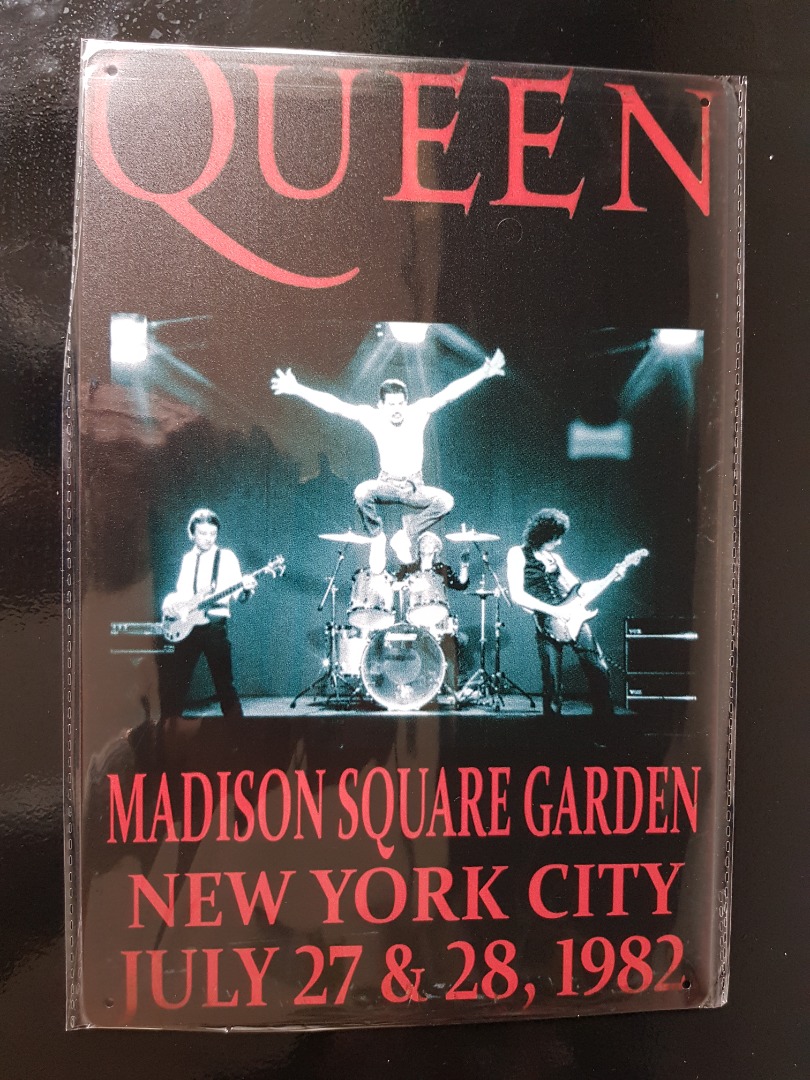 QUEEN
MADISON SQUARE GARDEN
NEW YORK CITY
JULY 27 & 28, 1982